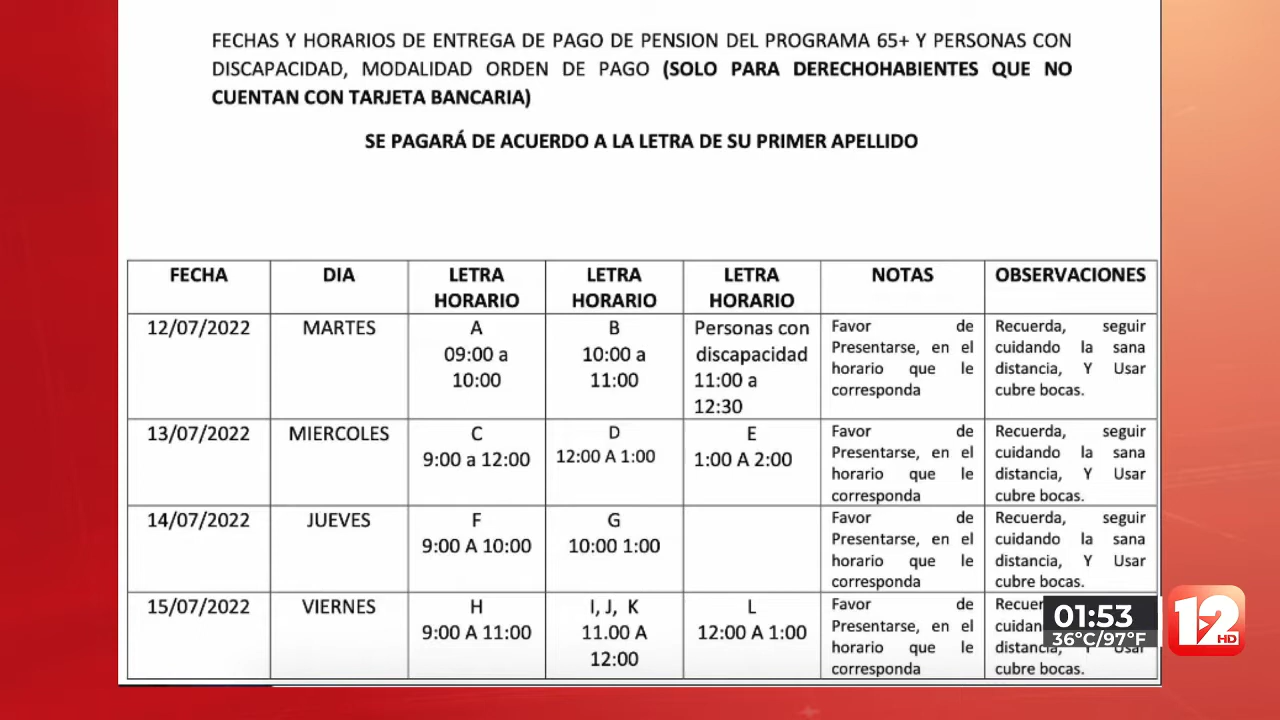 FECHAS Y HORARIOS DE ENTREGA DE PAGO DE PENSION DEL PROGRAMA 65+ Y PERSONAS CON
DISCAPACIDAD, MODALIDAD ORDEN DE PAGO (SOLO PARA DERECHOHABIENTES QUE NO
CUENTAN CON TARJETA BANCARIA)
SE PAGARÁ DE ACUERDO A LA LETRA DE SU PRIMER APELLIDO
FECHA DIA LETRA HORARIO LETRA HORARIO LETRA HORARIO NOTAS OBSERVACIONES
12/07/2022 MARTES
A
09:00 a
10:00
B
10:00 a
11:00
Personas con
discapacidad
11:00 a
12:30
Favor de
Presentarse, en el
horario que le
corresponda
Recuerda, seguir
cuidando la sana
distancia, Y Usar
cubre bocas.
13/07/2022 MIERCOLES
C
9:00 a 12:00
D
12:00 A 1:00
E
1:00 A 2:00
Favor de
Presentarse, en el
horario que le
corresponda
Recuerda, seguir
cuidando la sana
distancia, Y Usar
cubre bocas.
14/07/2022 JUEVES
F
9:00 A 10:00
G
10:00 1:00
Favor de
Presentarse, en el
horario que le
corresponda
Recuerda, seguir
cuidando la sana
distancia, Y Usar
cubre bocas.
15/07/2022 VIERNES
H
9:00 A 11:00
I, J, K
11.00 A
12:00
L
12:00 A 1:00
Favor de
Presentarse, en el
horario que le
corresponda
cubre bocas.
01:53
36°C/97°F
12
HD